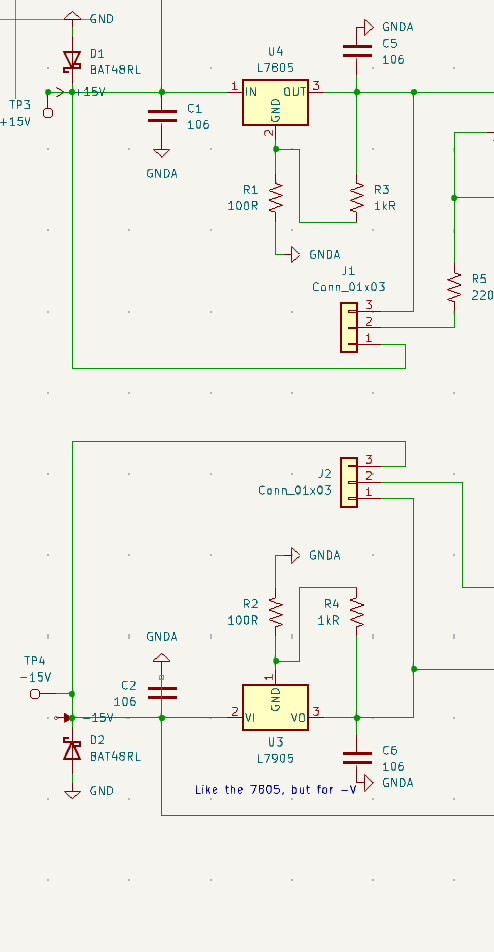 GND
D1
BAT48RL
+15V
TP3
+15V
C1
106
GNDA
U4
L7805
1
IN
OUT
3
GND
2
GNDA
C5
106
R1
100R
R3
1kR
GNDA
J1
Conn_01x03
3
2
1
R5
220
J2
Conn_01x03
3
2
1
GNDA
R2
100R
R4
1kR
GNDA
TP4
-15V
C2
106
-15V
1
GND
2
VI
VO
3
U3
L7905
D2
BAT48RL
GND
C6
106
GNDA
Like the 7805, but for -V